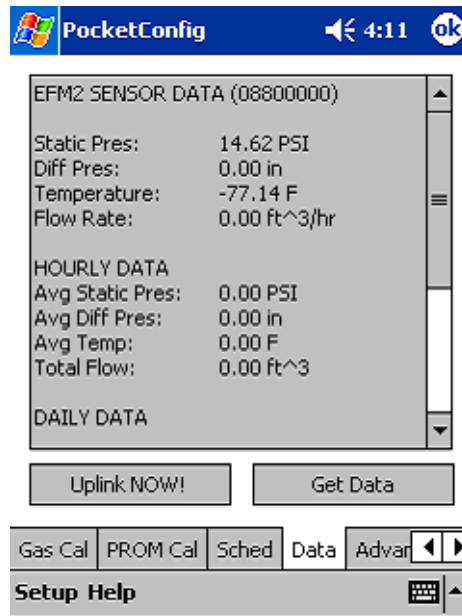 PocketConfig 4:11 ok
EFM2 SENSOR DATA (08800000)
Static Pres: 14.62 PSI
Diff Pres: 0.00 in
Temperature: -77.14 F
Flow Rate: 0.00 ft^3/hr
HOURLY DATA
Avg Static Pres: 0.00 PSI
Avg Diff Pres: 0.00 in
Avg Temp: 0.00 F
Total Flow: 0.00 ft^3
DAILY DATA
Uplink NOW! Get Data
Gas Cal PROM Cal Sched Data Advan
Setup Help